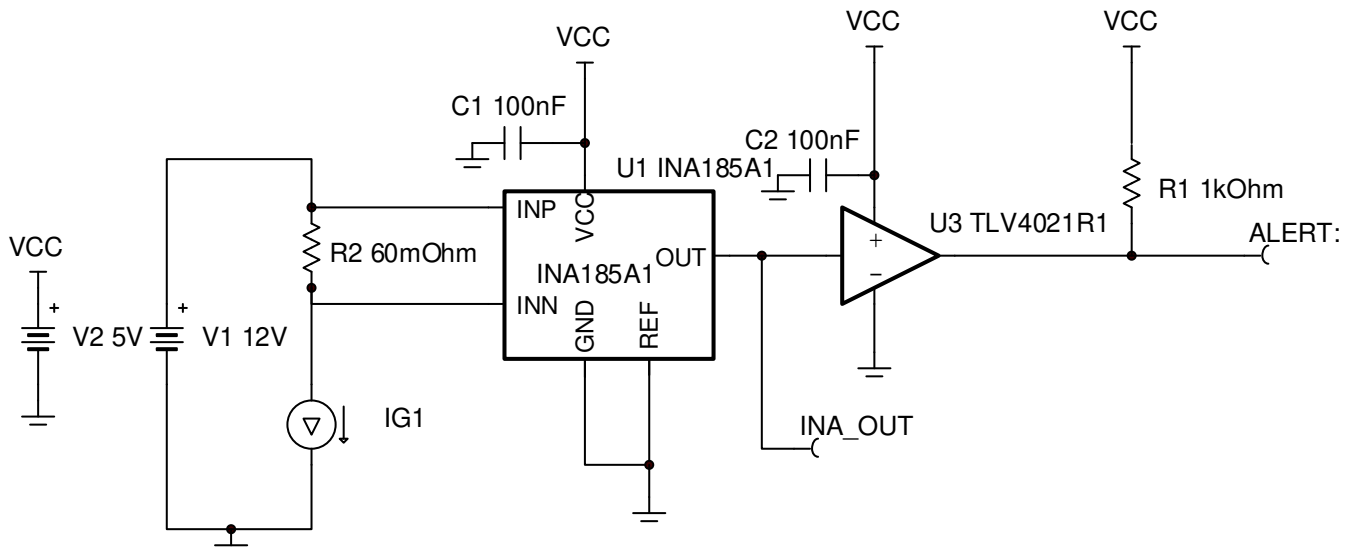 VCC
VCC
VCC
C1 100nF
C2 100nF
U1 INA185A1
INP
VCC
R1 1kOhm
U3 TLV4021R1
ALERT:
VCC
R2 60mOhm
OUT
INA185A1
INN
GND
REF
+
−
+
V2 5V
+
V1 12V
IG1
INA_OUT